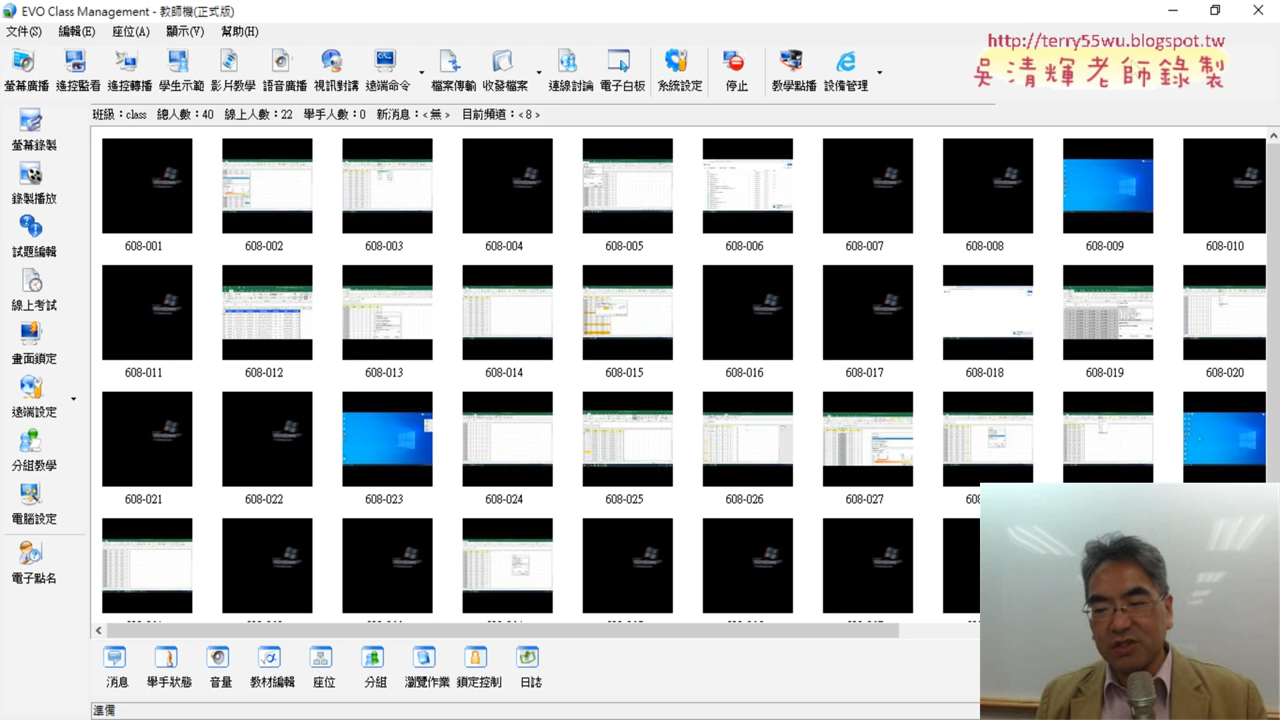 EVO Class Management - 教師機(正式版)
文件(S) 編輯(E) 座位(A) 顯示(V) 幫助(H)
http://terry55wu.blogspot.tw
吳清輝老師錄製
螢幕廣播 遠控監看 遠控轉播 學生示範 影片教學 語音廣播 視訊對講 遠端命令 檔案傳輸 收發檔案 連線討論 電子白板 系統設定 停止 教學點播 設備管理
班級：class 總人數：40 線上人數：22 舉手人數：0 新消息：<無> 目前頻道：<8>
螢幕錄製
錄製播放
試題編輯
線上考試
畫面鎖定
遠端設定
分組教學
電腦設定
電子點名
608-001 608-002 608-003 608-004 608-005 608-006 608-007 608-008 608-009 608-010
608-011 608-012 608-013 608-014 608-015 608-016 608-017 608-018 608-019 608-020
608-021 608-022 608-023 608-024 608-025 608-026 608-027 608
消息 舉手狀態 音量 教材編輯 座位 分組 瀏覽作業 鎖定控制 日誌
準備